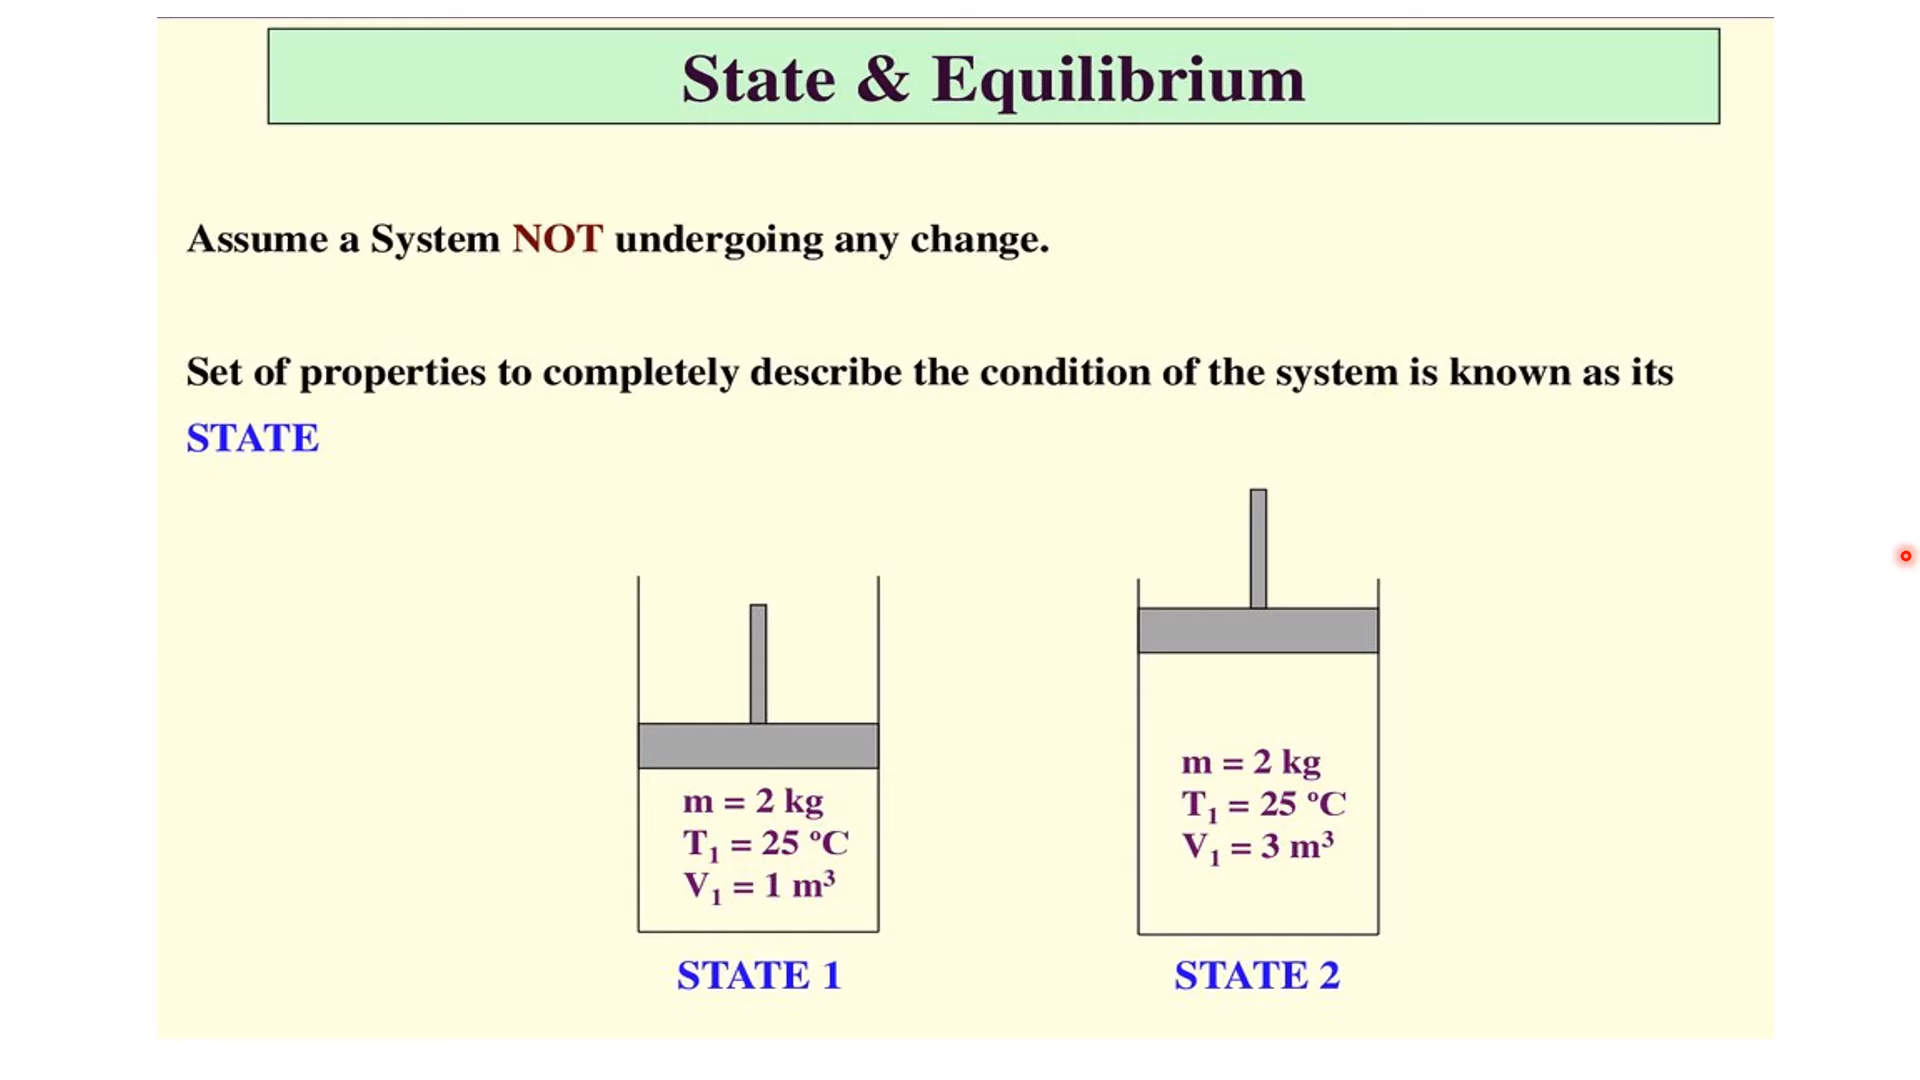 State & Equilibrium
Assume a System NOT undergoing any change.
Set of properties to completely describe the condition of the system is known as its
STATE
m = 2 kg
T₁ = 25 ºC
V₁ = 1 m³
STATE 1
m = 2 kg
T₁ = 25 ºC
V₁ = 3 m³
STATE 2